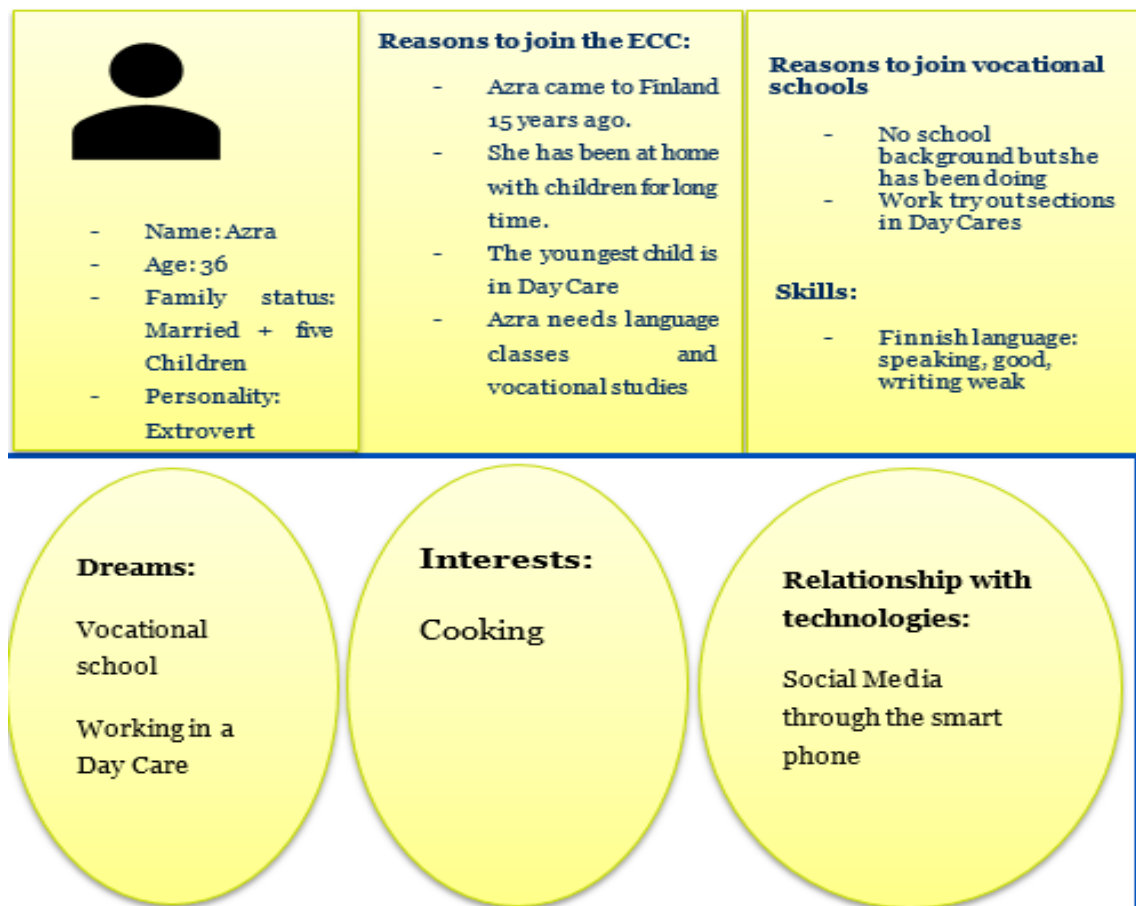 - Name: Azra
- Age: 36
- Family status:
Married + five
Children
- Personality:
Extrovert
Reasons to join the ECC:
- Azra came to Finland
15 years ago.
- She has been at home
with children for long
time.
- The youngest child is
in Day Care
- Azra needs language
classes and
vocational studies
Reasons to join vocational
schools
- No school
background but she
has been doing
- Work try out sections
in Day Cares
Skills:
- Finnish language:
speaking, good,
writing weak
Dreams:
Vocational
school
Working in a
Day Care
Interests:
Cooking
Relationship with
technologies:
Social Media
through the smart
phone